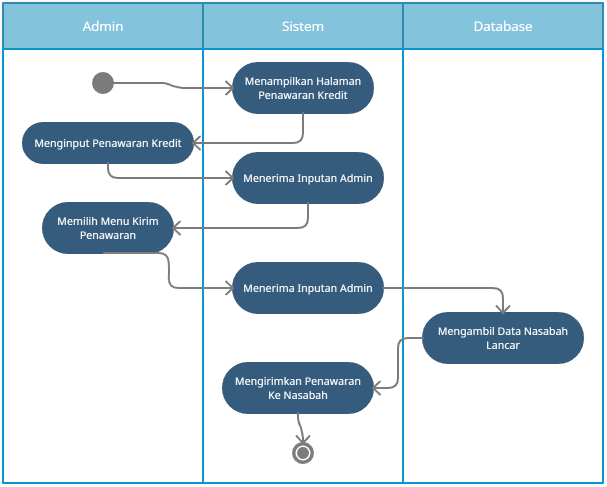 Admin
Sistem
Database
Menampilkan Halaman
Penawaran Kredit
Menginput Penawaran Kredit
Menerima Inputan Admin
Memilih Menu Kirim
Penawaran
Menerima Inputan Admin
Mengambil Data Nasabah
Lancar
Mengirimkan Penawaran
Ke Nasabah